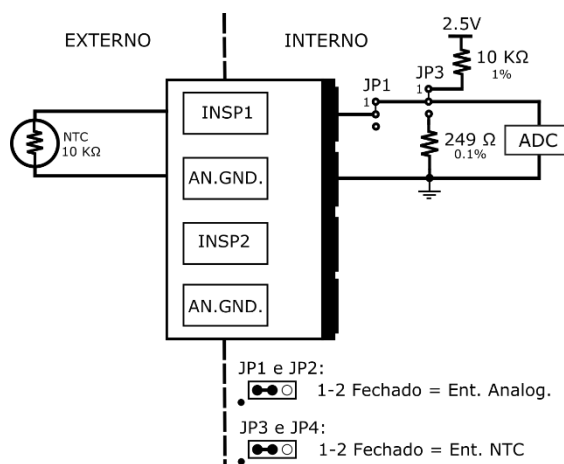 EXTERNO
INTERNO
2.5V
10 KΩ
1%
JP1
JP3
1
1
INSP1
NTC
10 KΩ
249 Ω
0.1%
ADC
AN.GND.
INSP2
AN.GND.
JP1 e JP2:
1-2 Fechado = Ent. Analog.
JP3 e JP4:
1-2 Fechado = Ent. NTC